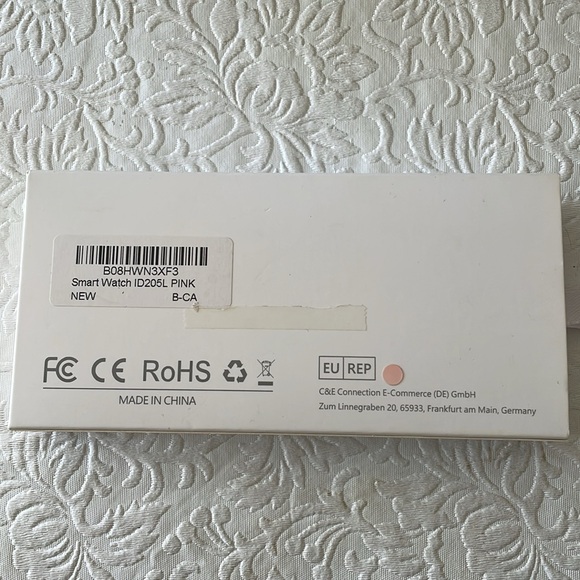 B08HWN3XF3
Smart Watch ID205L PINK
NEW B-CA
FC CE RoHS
MADE IN CHINA
EU REP
C&E Connection E-Commerce (DE) GmbH
Zum Linnegraben 20, 65933, Frankfurt am Main, Germany